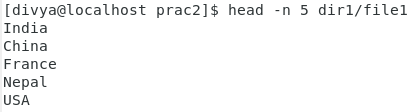 [divya@localhost prac2]$ head -n 5 dir1/file1
India
China
France
Nepal
USA